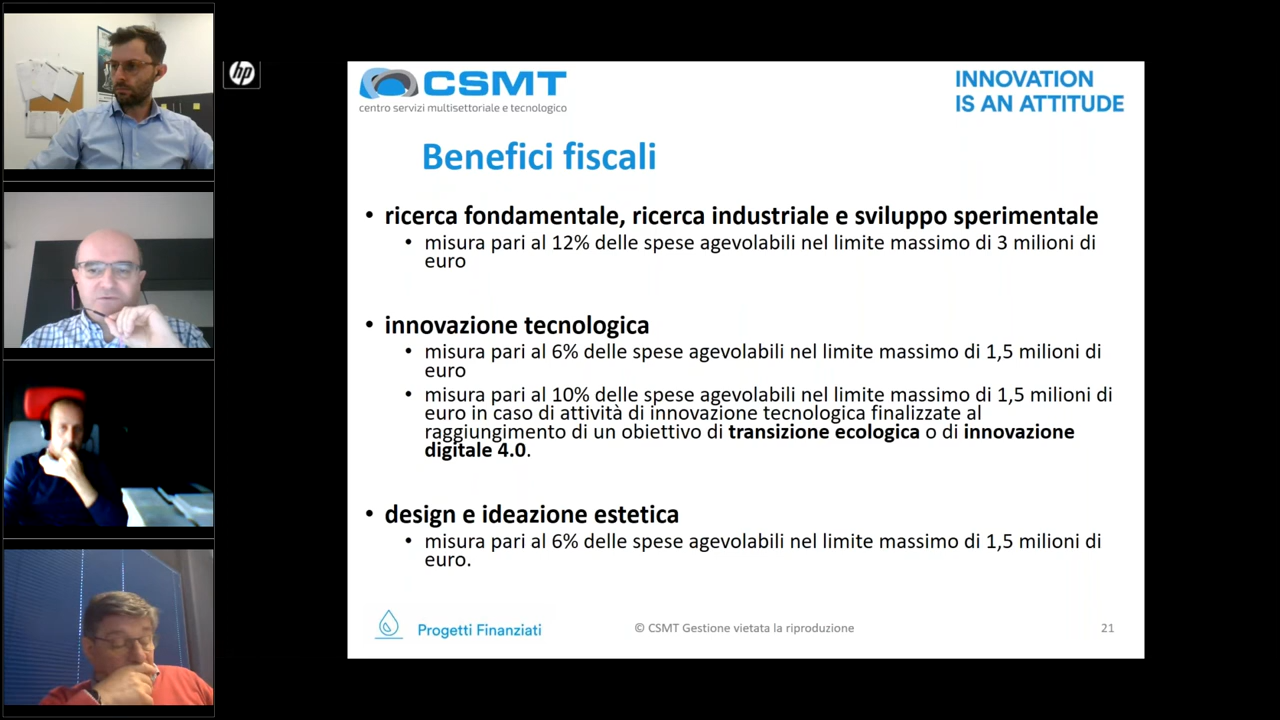 hp
CSMT
centro servizi multisettoriale e tecnologico
INNOVATION
IS AN ATTITUDE
Benefici fiscali
• ricerca fondamentale, ricerca industriale e sviluppo sperimentale
• misura pari al 12% delle spese agevolabili nel limite massimo di 3 milioni di
euro
• innovazione tecnologica
• misura pari al 6% delle spese agevolabili nel limite massimo di 1,5 milioni di
euro
• misura pari al 10% delle spese agevolabili nel limite massimo di 1,5 milioni di
euro in caso di attività di innovazione tecnologica finalizzate al
raggiungimento di un obiettivo di transizione ecologica o di innovazione
digitale 4.0.
• design e ideazione estetica
• misura pari al 6% delle spese agevolabili nel limite massimo di 1,5 milioni di
euro.
Progetti Finanziati
© CSMT Gestione vietata la riproduzione
21